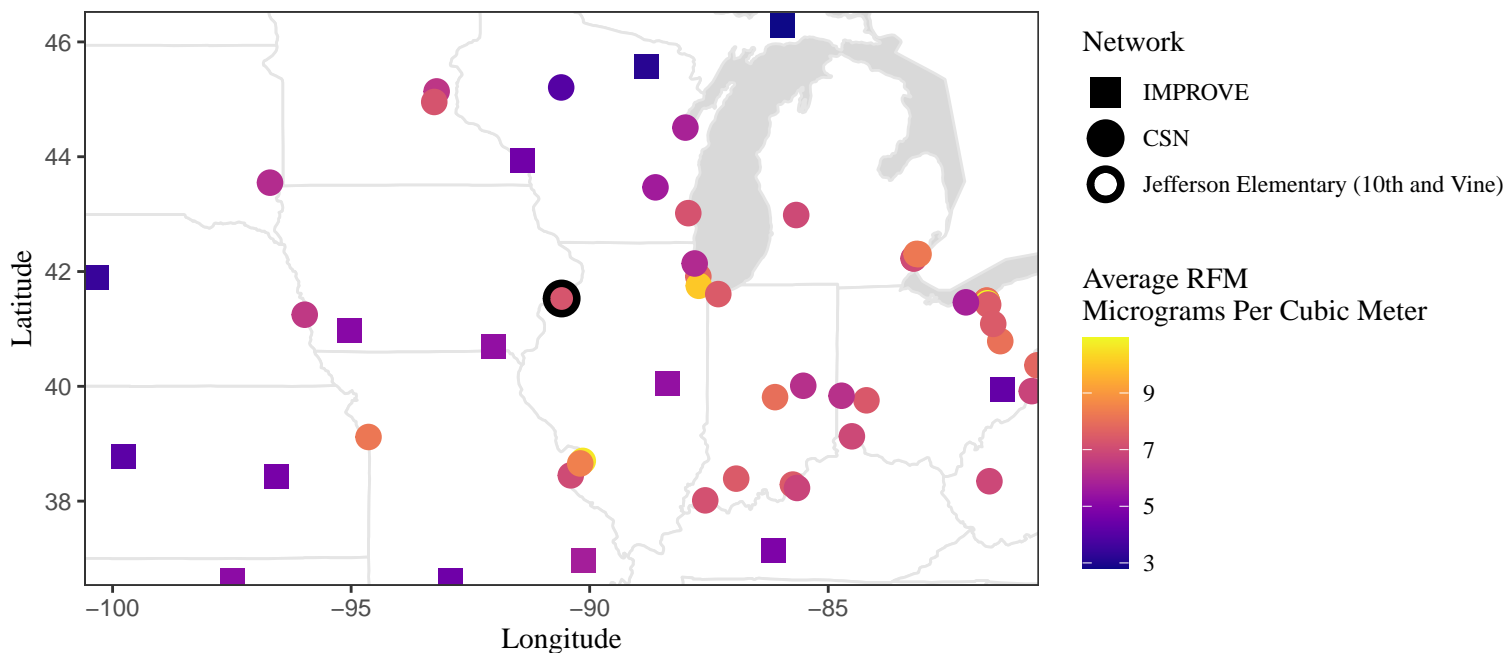 46
44
42
40
38
Latitude
−100
−95
−90
−85
Longitude
Network
IMPROVE
CSN
Jefferson Elementary (10th and Vine)
Average RFM
Micrograms Per Cubic Meter
9
7
5
3